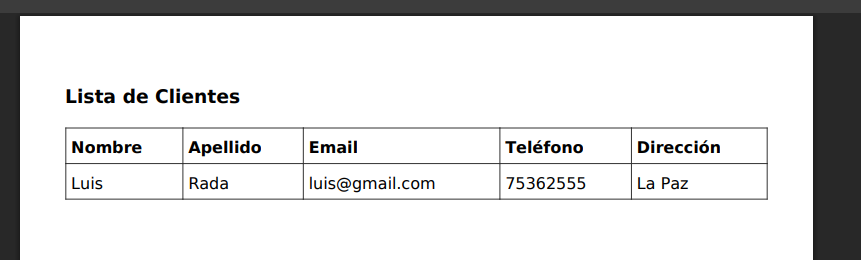 Lista de Clientes
Nombre Apellido Email Teléfono Dirección
Luis Rada luis@gmail.com 75362555 La Paz